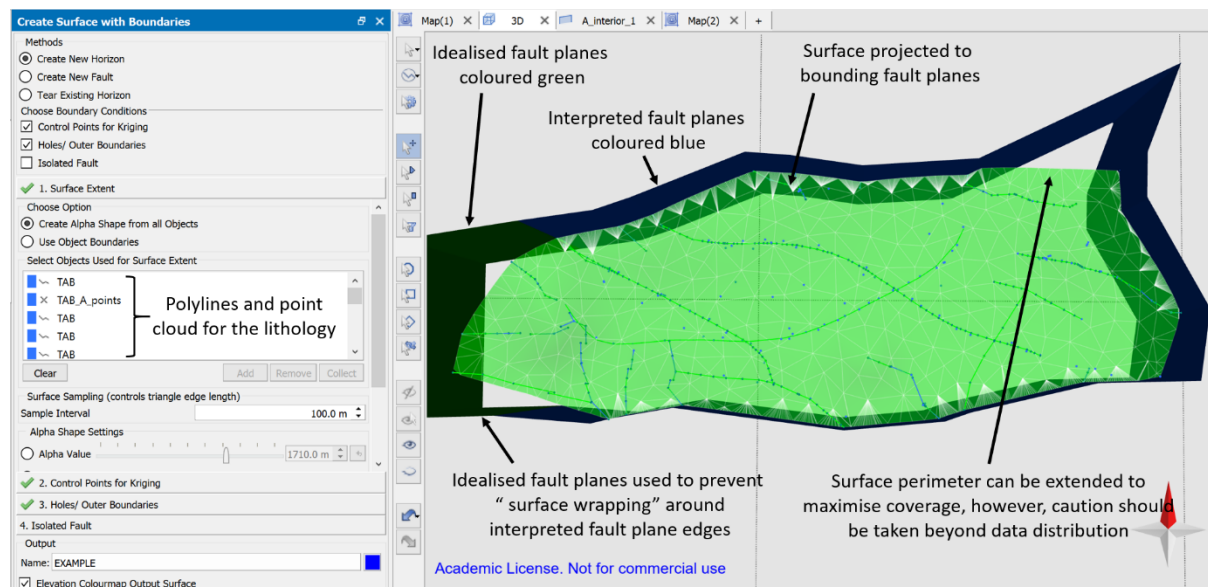 Create Surface with Boundaries
Methods
Create New Horizon
Create New Fault
Tear Existing Horizon
Choose Boundary Conditions
Control Points for Kriging
Holes/ Outer Boundaries
Isolated Fault
1. Surface Extent
Choose Option
Create Alpha Shape from all Objects
Use Object Boundaries
Select Objects Used for Surface Extent
TAB
TAB_A_points
TAB
TAB
TAB
Polylines and point
cloud for the lithology
Clear
Add
Remove
Collect
Surface Sampling (controls triangle edge length)
Sample Interval
100.0 m
Alpha Shape Settings
Alpha Value
1710.0 m
2. Control Points for Kriging
3. Holes/ Outer Boundaries
4. Isolated Fault
Output
Name: EXAMPLE
Elevation Colourmap Output Surface
Map(1)
3D
A_interior_1
Map(2)
+
Idealised fault planes
coloured green
Interpreted fault planes
coloured blue
Surface projected to
bounding fault planes
Idealised fault planes used to prevent
“ surface wrapping” around
interpreted fault plane edges
Surface perimeter can be extended to
maximise coverage, however, caution should
be taken beyond data distribution
Academic License. Not for commercial use